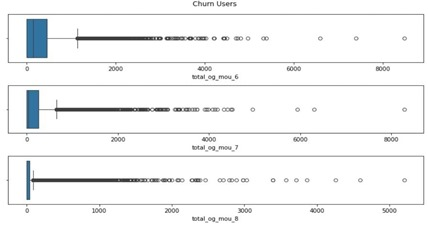 Churn Users
0 2000 4000 6000 8000
total_og_mou_6
0 2000 4000 6000 8000
total_og_mou_7
0 1000 2000 3000 4000 5000
total_og_mou_8